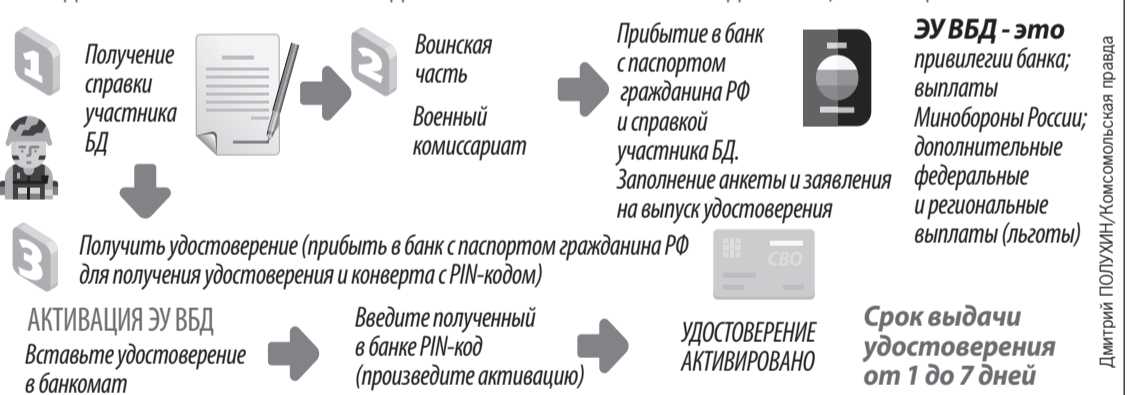 1
Получение
справки
участника
БД
2
Воинская
часть
Военный
комиссариат
Прибытие в банк
с паспортом
гражданина РФ
и справкой
участника БД.
Заполнение анкеты и заявления
на выпуск удостоверения
ЭУ ВБД - это
привилегии банка;
выплаты
Минобороны России;
дополнительные
федеральные
и региональные
выплаты (льготы)
3
Получить удостоверение (прибыть в банк с паспортом гражданина РФ
для получения удостоверения и конверта с PIN-кодом)
СВО
АКТИВАЦИЯ ЭУ ВБД
Вставьте удостоверение
в банкомат
Введите полученный
в банке PIN-код
(произведите активацию)
УДОСТОВЕРЕНИЕ
АКТИВИРОВАНО
Срок выдачи
удостоверения
от 1 до 7 дней
Дмитрий ПОЛУХИН/Комсомольская правда